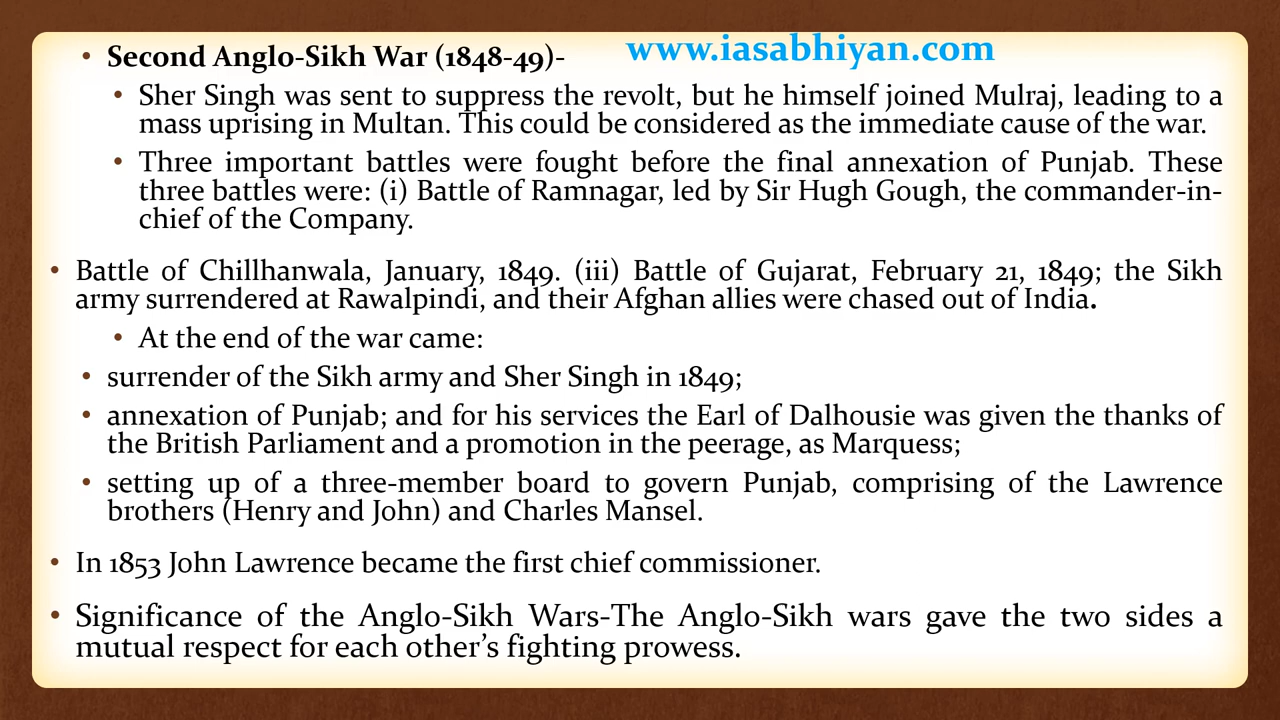 • Second Anglo-Sikh War (1848-49)-
www.iasabhiyan.com
• Sher Singh was sent to suppress the revolt, but he himself joined Mulraj, leading to a
mass uprising in Multan. This could be considered as the immediate cause of the war.
• Three important battles were fought before the final annexation of Punjab. These
three battles were: (i) Battle of Ramnagar, led by Sir Hugh Gough, the commander-in-
chief of the Company.
• Battle of Chillhanwala, January, 1849. (iii) Battle of Gujarat, February 21, 1849; the Sikh
army surrendered at Rawalpindi, and their Afghan allies were chased out of India.
• At the end of the war came:
• surrender of the Sikh army and Sher Singh in 1849;
• annexation of Punjab; and for his services the Earl of Dalhousie was given the thanks of
the British Parliament and a promotion in the peerage, as Marquess;
• setting up of a three-member board to govern Punjab, comprising of the Lawrence
brothers (Henry and John) and Charles Mansel.
• In 1853 John Lawrence became the first chief commissioner.
• Significance of the Anglo-Sikh Wars-The Anglo-Sikh wars gave the two sides a
mutual respect for each other’s fighting prowess.